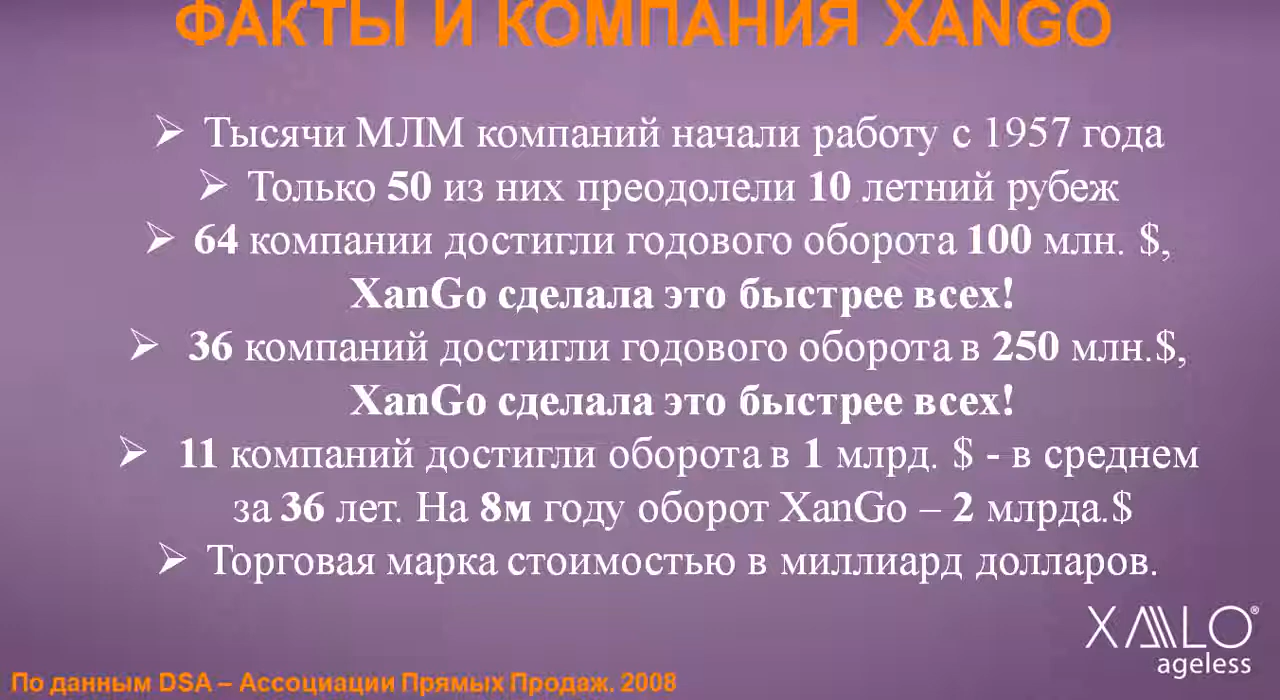 ФАКТЫ И КОМПАНИЯ XANGO
➢ Тысячи МЛМ компаний начали работу с 1957 года
➢ Только 50 из них преодолели 10 летний рубеж
➢ 64 компании достигли годового оборота 100 млн. $,
XanGo сделала это быстрее всех!
➢ 36 компаний достигли годового оборота в 250 млн.$,
XanGo сделала это быстрее всех!
➢ 11 компаний достигли оборота в 1 млрд. $ - в среднем
за 36 лет. На 8м году оборот XanGo – 2 млрда.$
➢ Торговая марка стоимостью в миллиард долларов.
XALO®
ageless
По данным DSA – Ассоциации Прямых Продаж. 2008